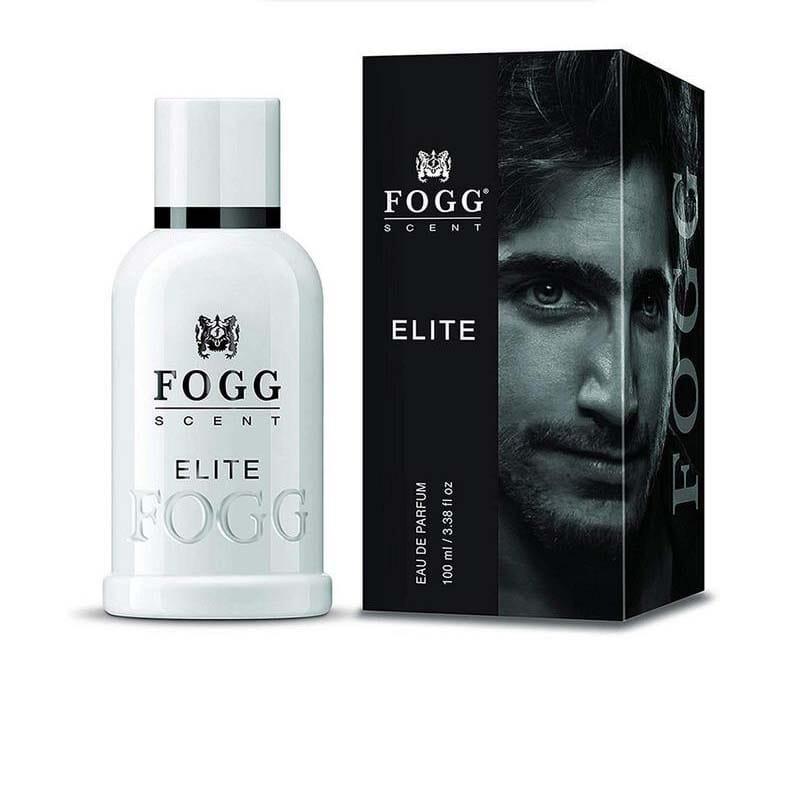 FOGG
SCENT
ELITE
FOGG
FOGG®
SCENT
ELITE
EAU DE PARFUM
100 ml / 3.38 fl oz
FOGG